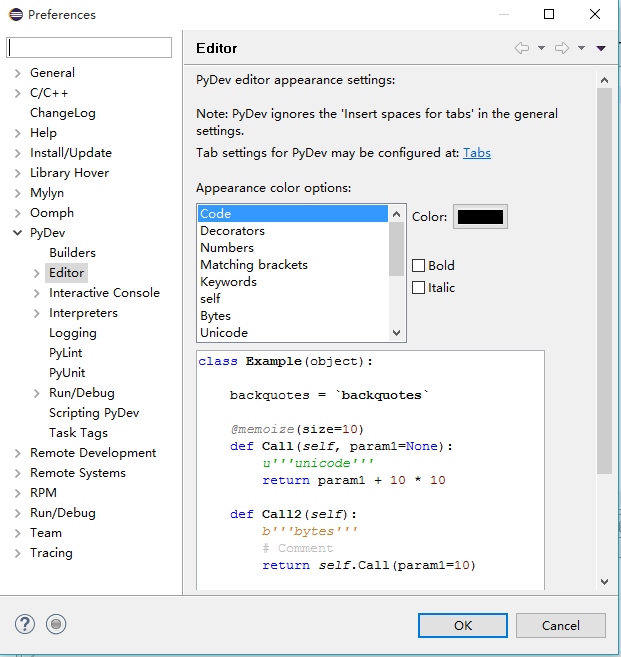 Preferences
Editor
General
C/C++
ChangeLog
Help
Install/Update
Library Hover
Mylyn
Oomph
PyDev
Builders
Editor
Interactive Console
Interpreters
Logging
PyLint
PyUnit
Run/Debug
Scripting PyDev
Task Tags
Remote Development
Remote Systems
RPM
Run/Debug
Team
Tracing
PyDev editor appearance settings:
Note: PyDev ignores the 'Insert spaces for tabs' in the general
settings.
Tab settings for PyDev may be configured at: Tabs
Appearance color options:
Code
Decorators
Numbers
Matching brackets
Keywords
self
Bytes
Unicode
Color:
Bold
Italic
class Example(object):
backquotes = `backquotes`
@memoize(size=10)
def Call(self, param1=None):
u'''unicode'''
return param1 + 10 * 10
def Call2(self):
b'''bytes'''
# Comment
return self.Call(param1=10)
?
OK
Cancel